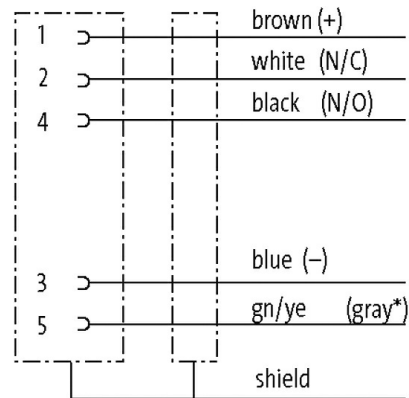 1 brown (+)
2 white (N/C)
4 black (N/O)
3 blue (–)
5 gn/ye (gray*)
shield